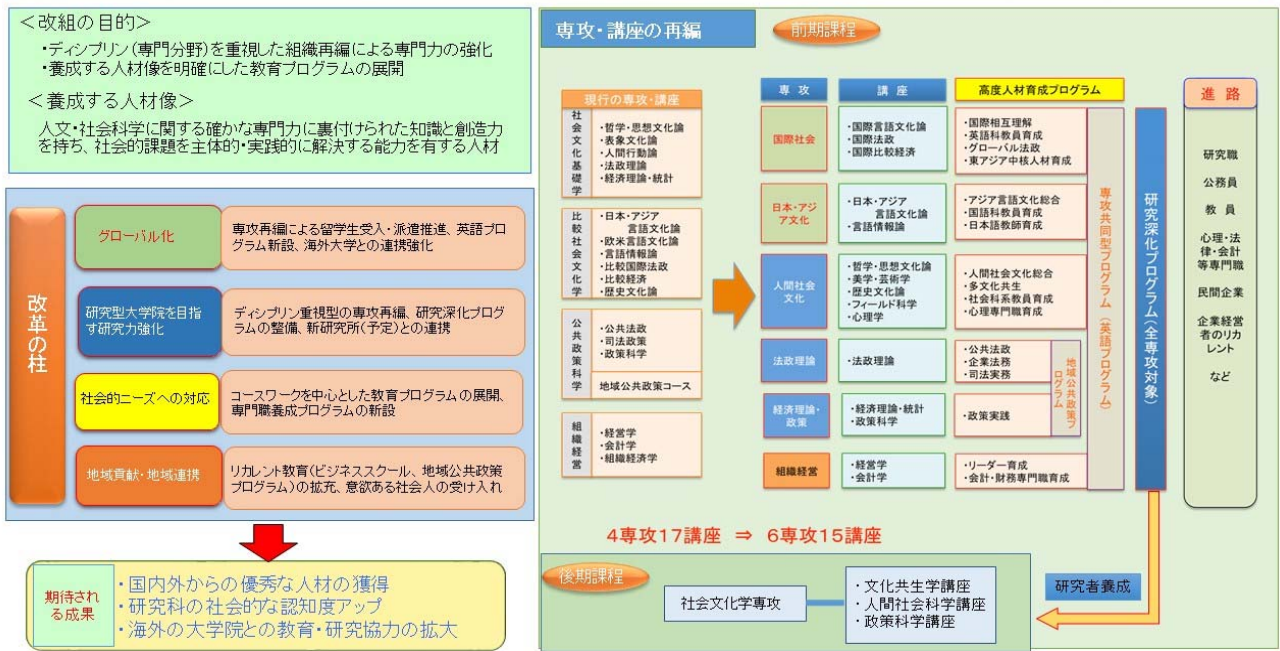 ＜改組の目的＞
・ディシプリン(専門分野)を重視した組織再編による専門力の強化
・養成する人材像を明確にした教育プログラムの展開
＜養成する人材像＞
人文・社会科学に関する確かな専門力に裏付けられた知識と創造力
を持ち、社会的課題を主体的・実践的に解決する能力を有する人材
改革の柱
グローバル化
専攻再編による留学生受入・派遣推進、英語プ
ログラム新設、海外大学との連携強化
研究型大学院を目指
す研究力強化
ディシプリン重視型の専攻再編、研究深化プログ
ラムの整備、新研究所(予定)との連携
社会的ニーズへの対応
コースワークを中心とした教育プログラムの展開、
専門職養成プログラムの新設
地域貢献・地域連携
リカレント教育(ビジネススクール、地域公共政策
プログラム)の拡充、意欲ある社会人の受け入れ
期待され
る成果
・国内外からの優秀な人材の獲得
・研究科の社会的な認知度アップ
・海外の大学院との教育・研究協力の拡大
専攻・講座の再編
前期課程
現行の専攻・講座
社会文化基礎学
・哲学・思想文化論
・表象文化論
・人間行動論
・法政理論
・経済理論・統計
比較社会文化学
・日本・アジア
言語文化論
・欧米言語文化論
・言語情報論
・比較国際法政
・比較経済
・歴史文化論
公共政策科学
・公共法政
・司法政策
・政策科学
地域公共政策コース
組織経営
・経営学
・会計学
・組織経済学
専 攻
講 座
高度人材育成プログラム
国際社会
・国際言語文化論
・国際法政
・国際比較経済
・国際相互理解
・英語科教員育成
・グローバル法政
・東アジア中核人材育成
日本・アジ
ア文化
・日本・アジア
言語文化論
・言語情報論
・アジア言語文化総合
・国語科教員育成
・日本語教師育成
人間社会
文化
・哲学・思想文化論
・美学・芸術学
・歴史文化論
・フィールド科学
・心理学
・人間社会文化総合
・多文化共生
・社会科系教員育成
・心理専門職育成
法政理論
・法政理論
・公共法政
・企業法務
・司法実務
経済理論・
政策
・経済理論・統計
・政策科学
・政策実践
地域公共政策プ
ログラム
組織経営
・経営学
・会計学
・リーダー育成
・会計・財務専門職育成
専攻共同型プログラム (英語プログラム)
研究深化プログラム(全専攻対象)
進 路
研究職
公務員
教 員
心理・法
律・会計
等専門職
民間企業
企業経営
者のリカ
レント
など
4専攻17講座 ⇒ 6専攻15講座
後期課程
社会文化学専攻
・文化共生学講座
・人間社会科学講座
・政策科学講座
研究者養成